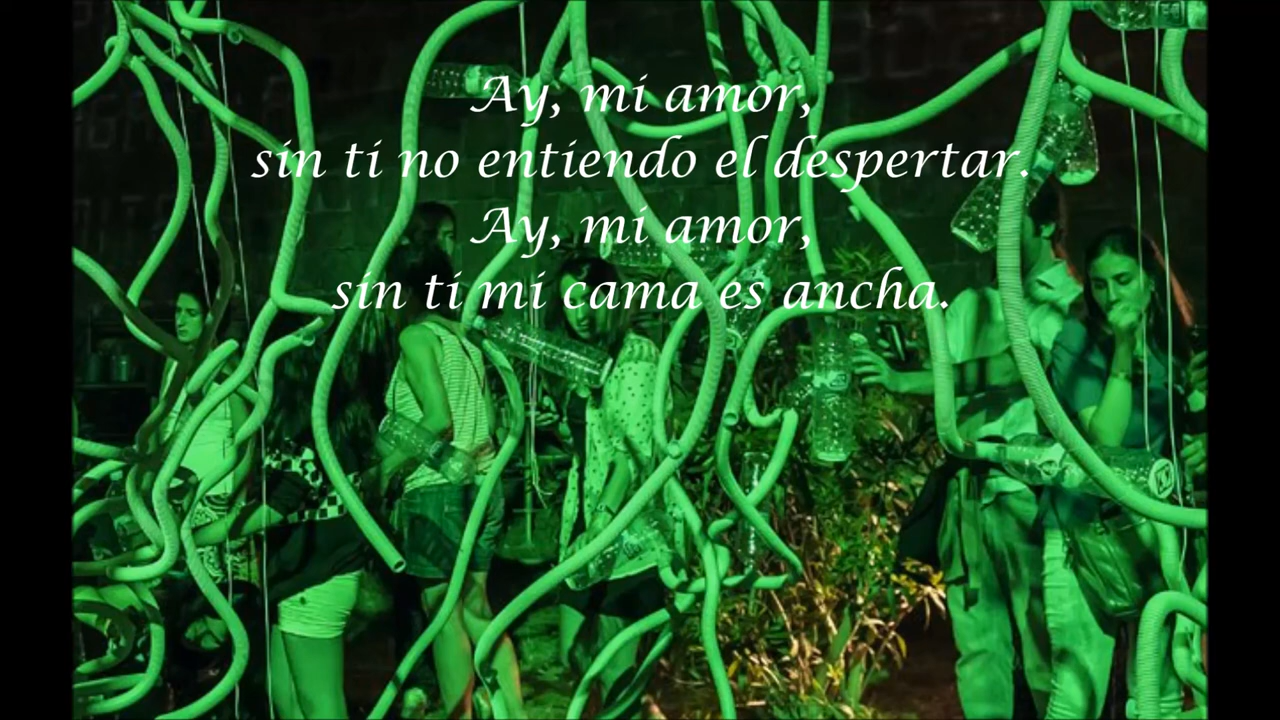 Ay, mi amor,
sin ti no entiendo el despertar.
Ay, mi amor,
sin ti mi cama es ancha.